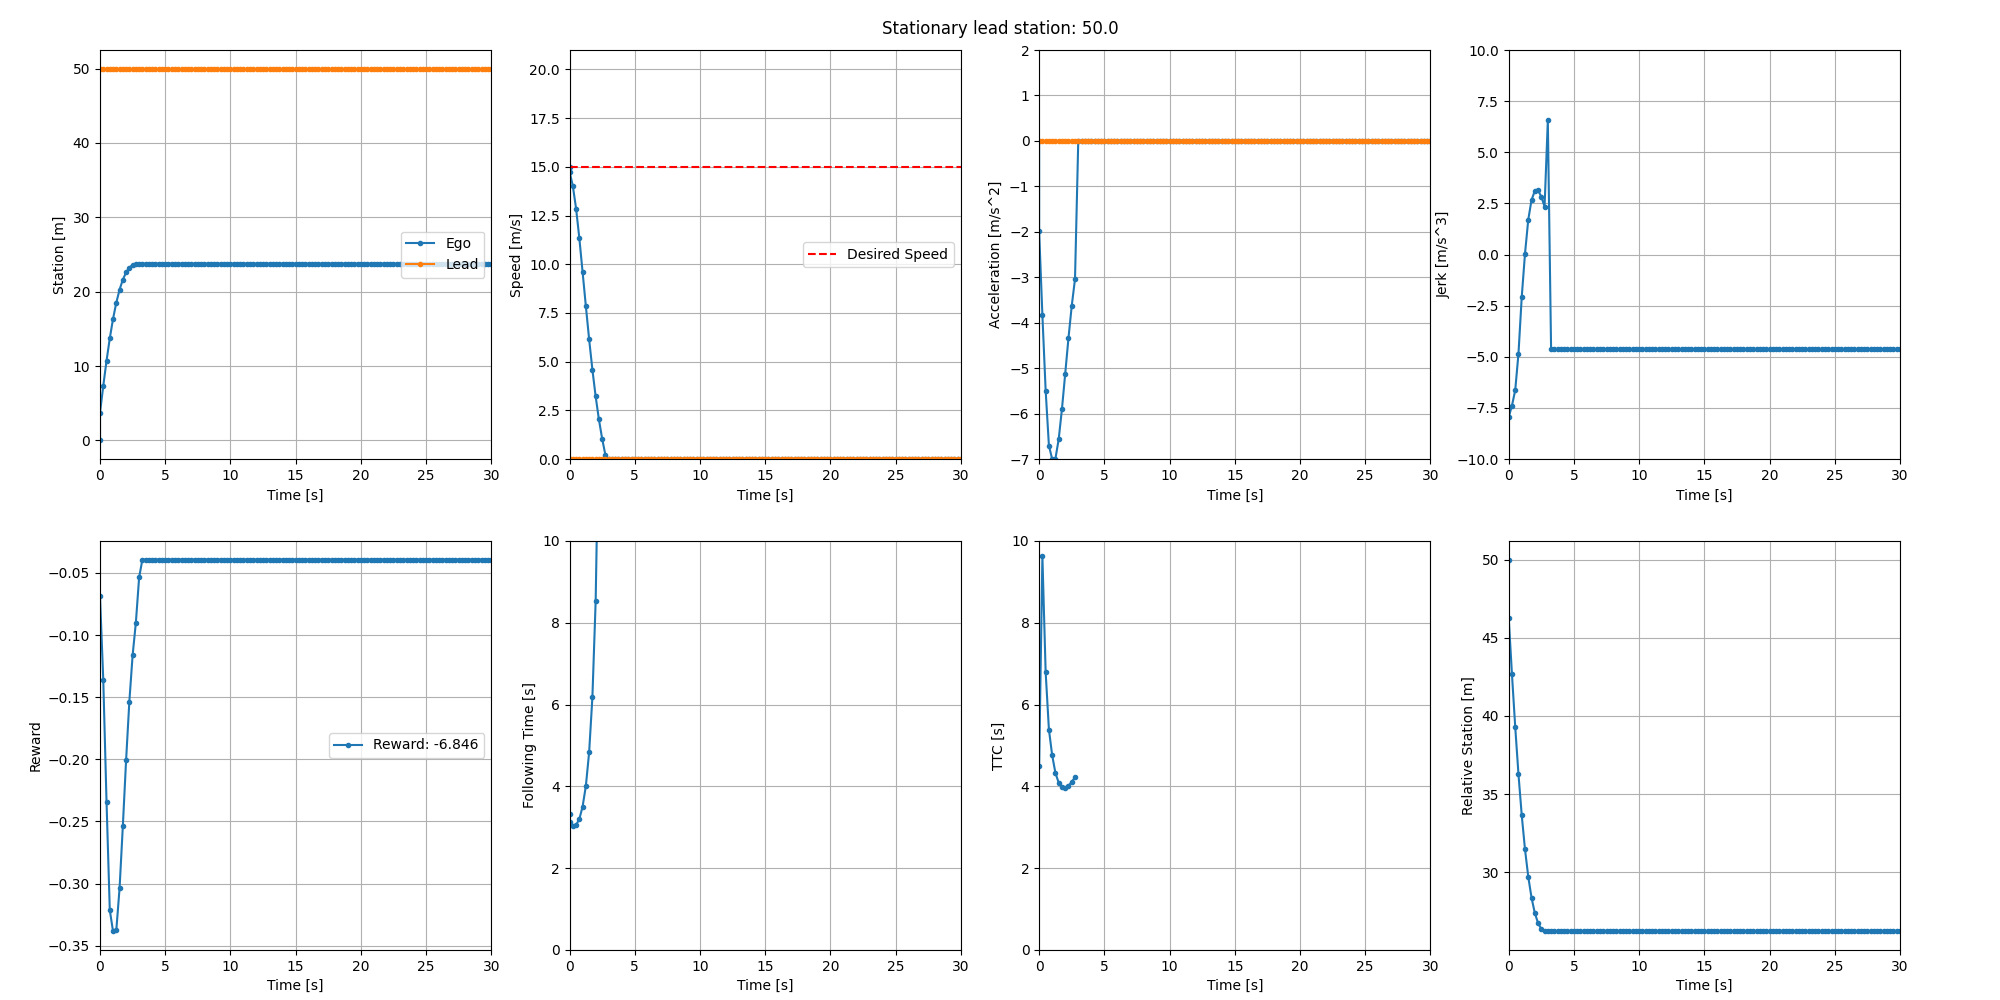 Stationary lead station: 50.0
Station [m]
50
40
30
20
10
0
Ego
Lead
0 5 10 15 20 25 30
Time [s]
Speed [m/s]
20.0
17.5
15.0
12.5
10.0
7.5
5.0
2.5
0.0
Desired Speed
0 5 10 15 20 25 30
Time [s]
Acceleration [m/s^2]
2
1
0
−1
−2
−3
−4
−5
−6
−7
0 5 10 15 20 25 30
Time [s]
Jerk [m/s^3]
10.0
7.5
5.0
2.5
0.0
−2.5
−5.0
−7.5
−10.0
0 5 10 15 20 25 30
Time [s]
Reward
−0.05
−0.10
−0.15
−0.20
−0.25
−0.30
−0.35
Reward: -6.846
0 5 10 15 20 25 30
Time [s]
Following Time [s]
10
8
6
4
2
0
0 5 10 15 20 25 30
Time [s]
TTC [s]
10
8
6
4
2
0
0 5 10 15 20 25 30
Time [s]
Relative Station [m]
50
45
40
35
30
0 5 10 15 20 25 30
Time [s]